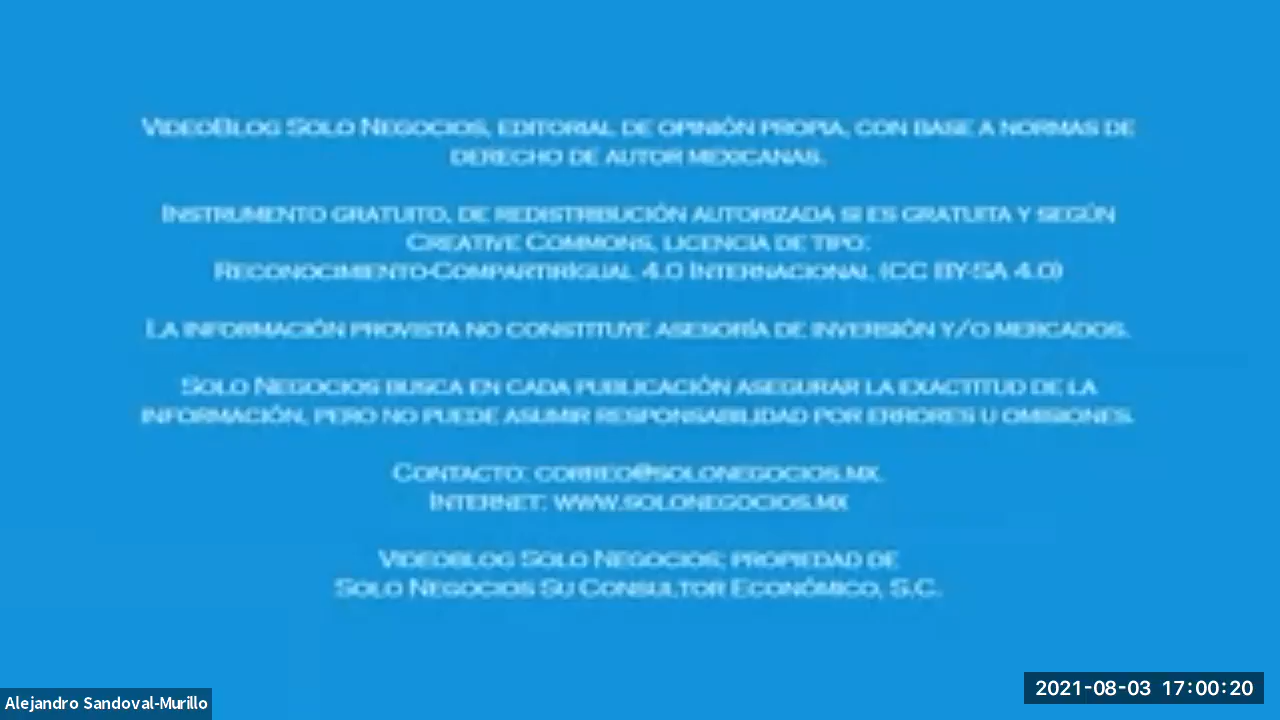 VideoBlog Solo Negocios, editorial de opinión propia, con base a normas de
derecho de autor mexicanas.
Instrumento gratuito, de redistribución autorizada si es gratuita y según
Creative Commons, licencia de tipo:
Reconocimiento-CompartirIgual 4.0 Internacional (CC BY-SA 4.0)
La información provista no constituye asesoría de inversión y/o mercados.
Solo Negocios busca en cada publicación asegurar la exactitud de la
información, pero no puede asumir responsabilidad por errores u omisiones.
Contacto: correo@solonegocios.mx.
Internet: www.solonegocios.mx
Videoblog Solo Negocios; propiedad de
Solo Negocios Su Consultor Económico, S.C.
Alejandro Sandoval-Murillo
2021-08-03 17:00:20